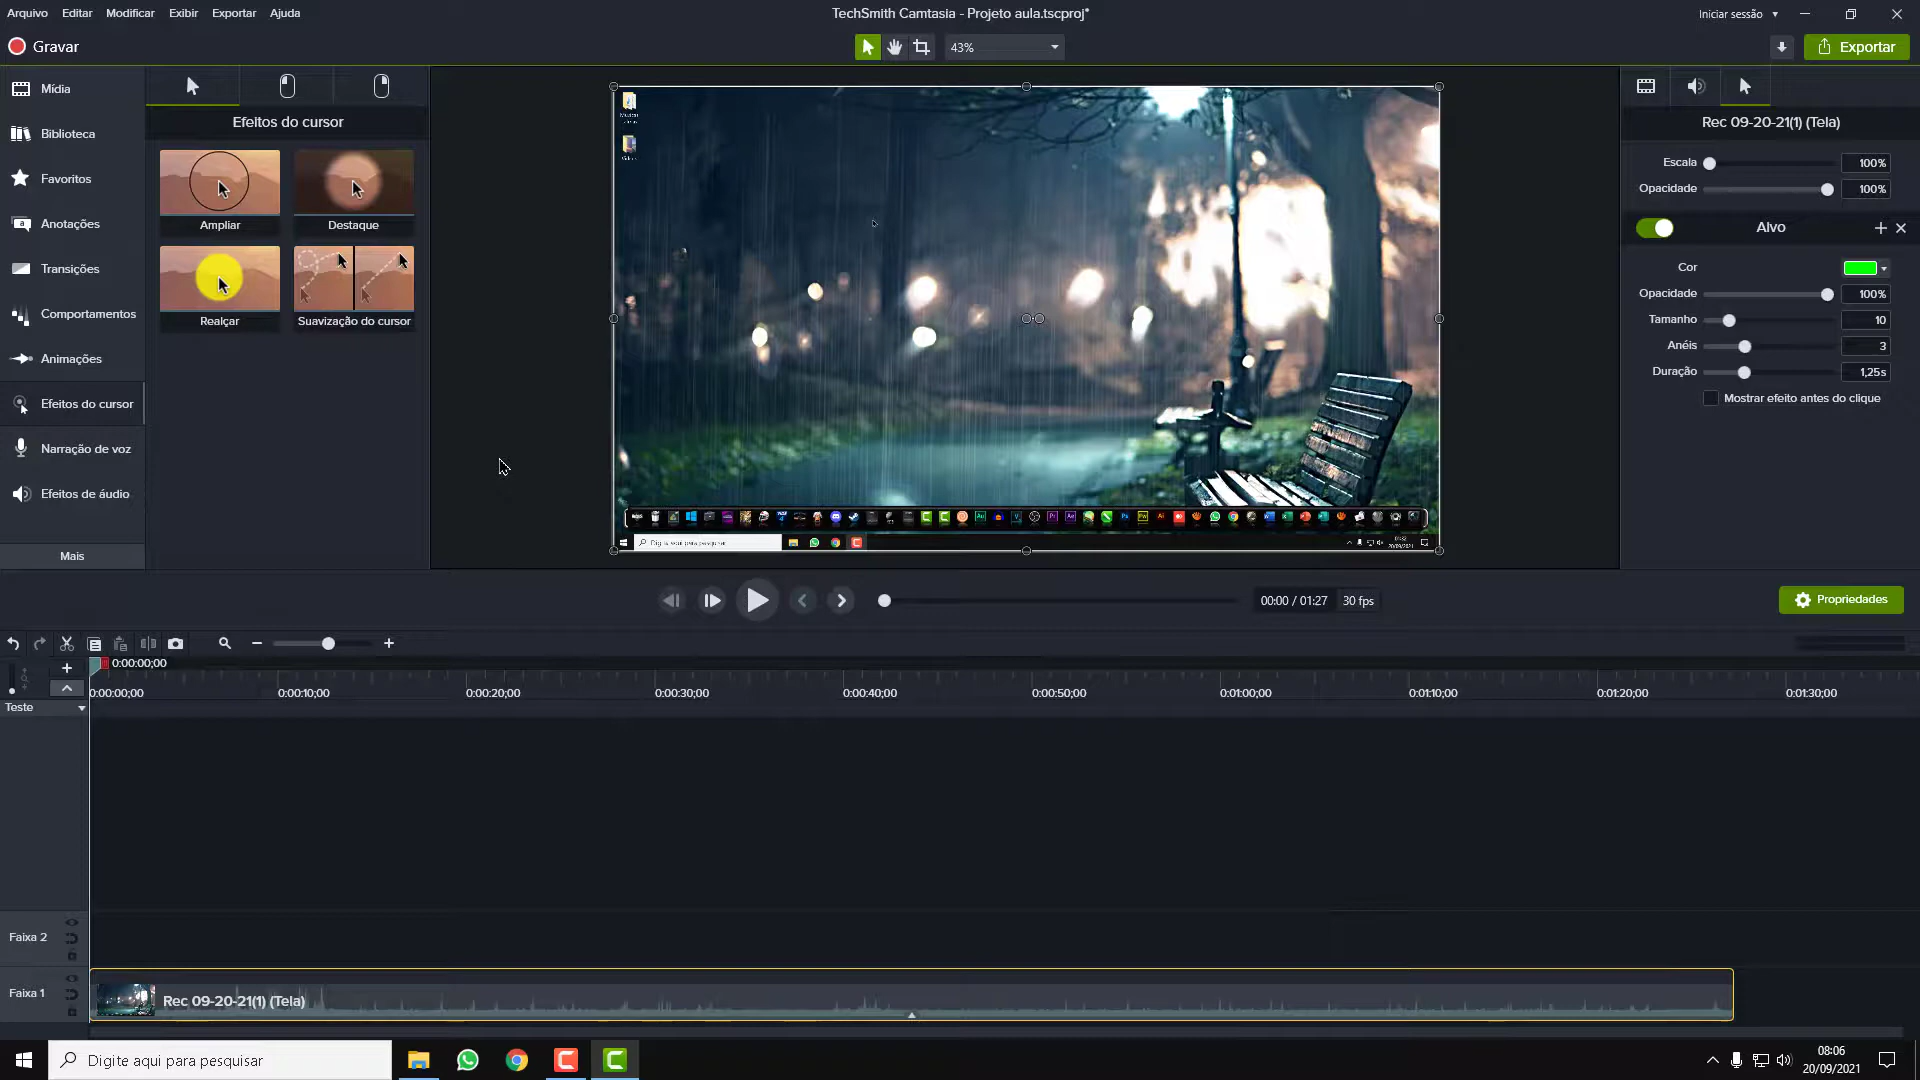 Arquivo Editar Modificar Exibir Exportar Ajuda
TechSmith Camtasia - Projeto aula.tscproj*
Iniciar sessão
Gravar
43%
Exportar
Mídia
Biblioteca
Favoritos
Anotações
Transições
Comportamentos
Animações
Efeitos do cursor
Narração de voz
Efeitos de áudio
Mais
Efeitos do cursor
Ampliar
Destaque
Realçar
Suavização do cursor
Digite aqui para pesquisar
20/09/2021
Rec 09-20-21(1) (Tela)
Escala 100%
Opacidade 100%
Alvo
Cor
Opacidade 100%
Tamanho 10
Anéis 3
Duração 1,25s
Mostrar efeito antes do clique
00:00 / 01:27 30 fps
Propriedades
0:00:00;00
0:00:00;00 0:00:10;00 0:00:20;00 0:00:30;00 0:00:40;00 0:00:50;00 0:01:00;00 0:01:10;00 0:01:20;00 0:01:30;00
Teste
Faixa 2
Faixa 1
Rec 09-20-21(1) (Tela)
Digite aqui para pesquisar
08:06
20/09/2021